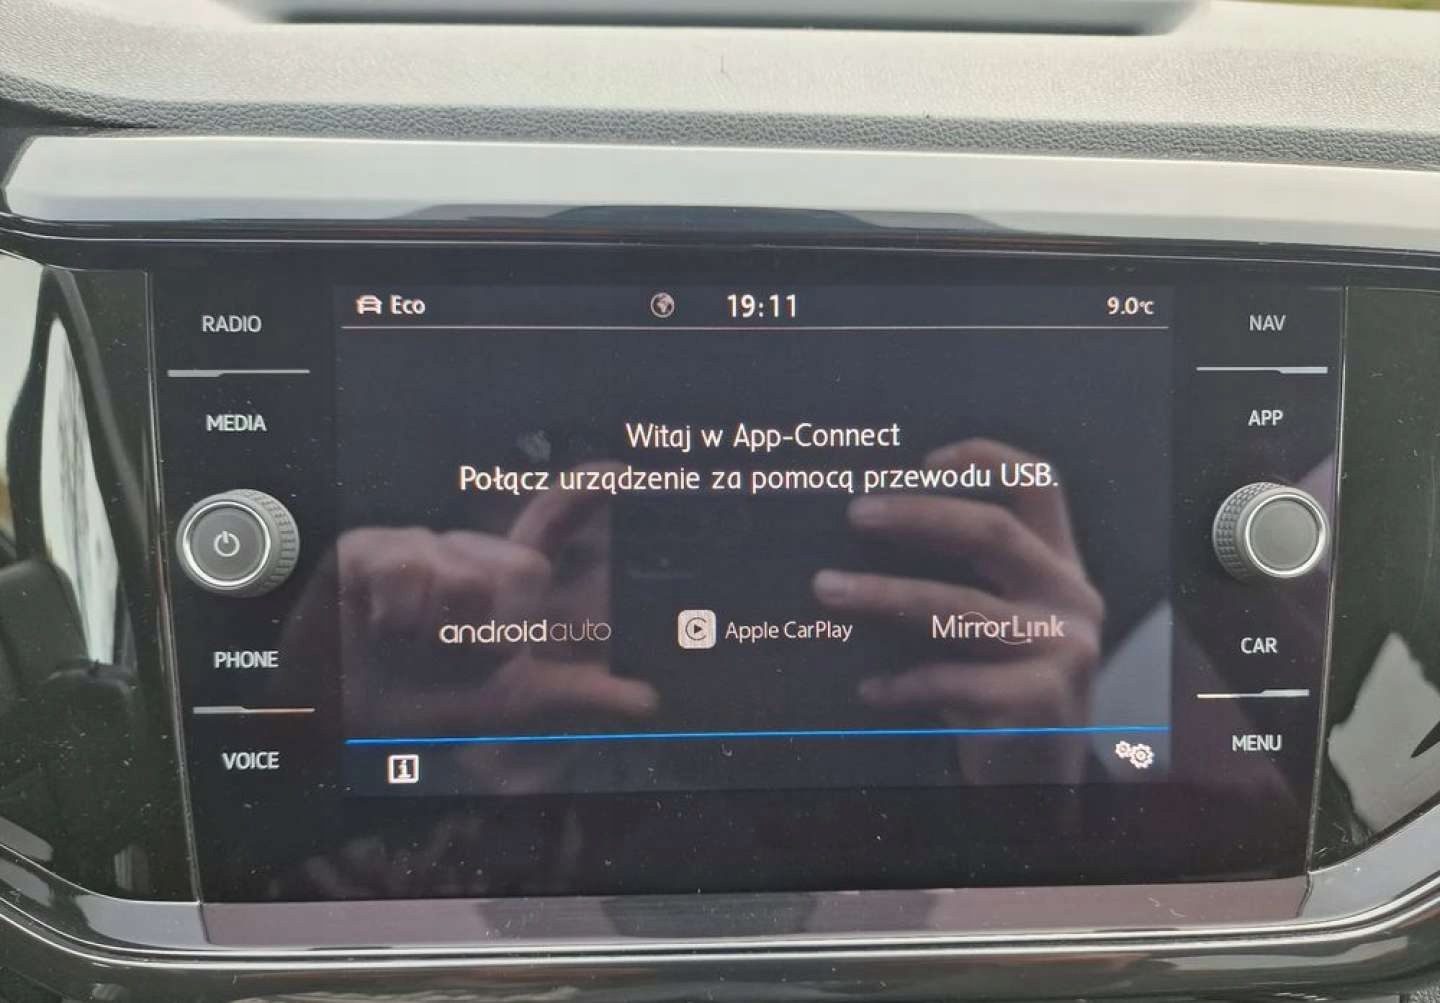 Eco 19:11 9.0°C
RADIO
NAV
MEDIA
APP
Witaj w App-Connect
Połącz urządzenie za pomocą przewodu USB.
androidauto Apple CarPlay MirrorLink
PHONE
CAR
VOICE
MENU